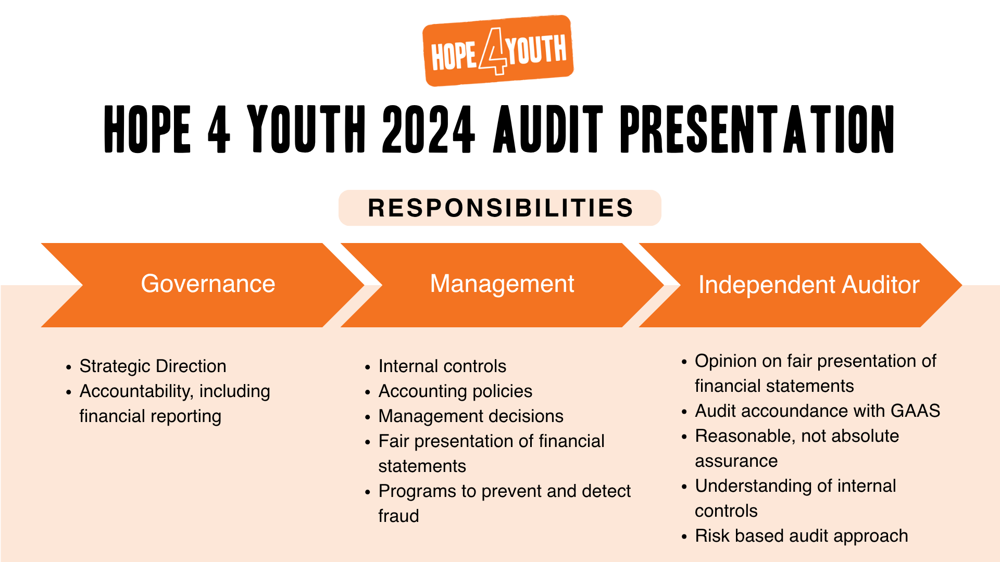 HOPE 4 YOUTH
HOPE 4 YOUTH 2024 AUDIT PRESENTATION
RESPONSIBILITIES
Governance
Management
Independent Auditor
• Strategic Direction
• Accountability, including
financial reporting
• Internal controls
• Accounting policies
• Management decisions
• Fair presentation of financial
statements
• Programs to prevent and detect
fraud
• Opinion on fair presentation of
financial statements
• Audit accoundance with GAAS
• Reasonable, not absolute
assurance
• Understanding of internal
controls
• Risk based audit approach